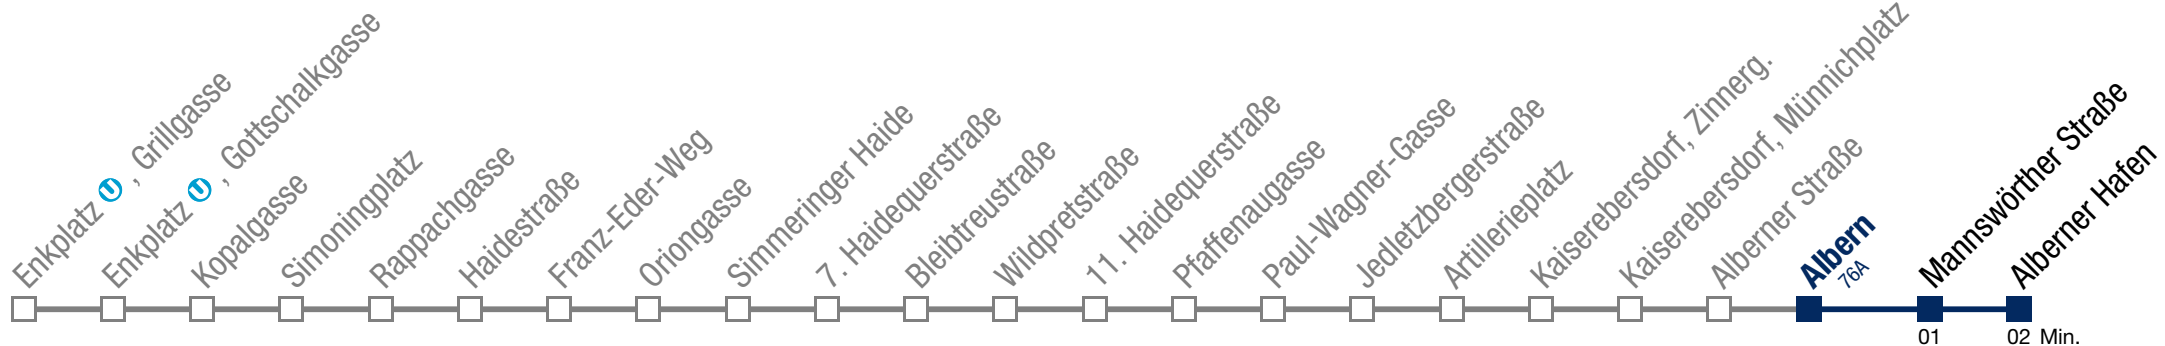 Enkplatz U , Grillgasse
Enkplatz U , Gottschalkgasse
Kopalgasse
Simoningplatz
Rappachgasse
Haidestraße
Franz-Eder-Weg
Oriongasse
Simmeringer Haide
7. Haidequerstraße
Bleibtreustraße
Wildpretstraße
11. Haidequerstraße
Pfaffenaugasse
Paul-Wagner-Gasse
Jedletzbergerstraße
Artillerieplatz
Kaiserebersdorf, Zinnerg.
Kaiserebersdorf, Münnichplatz
Alberner Straße
Albern
76A
Mannswörther Straße
Alberner Hafen
01
02 Min.